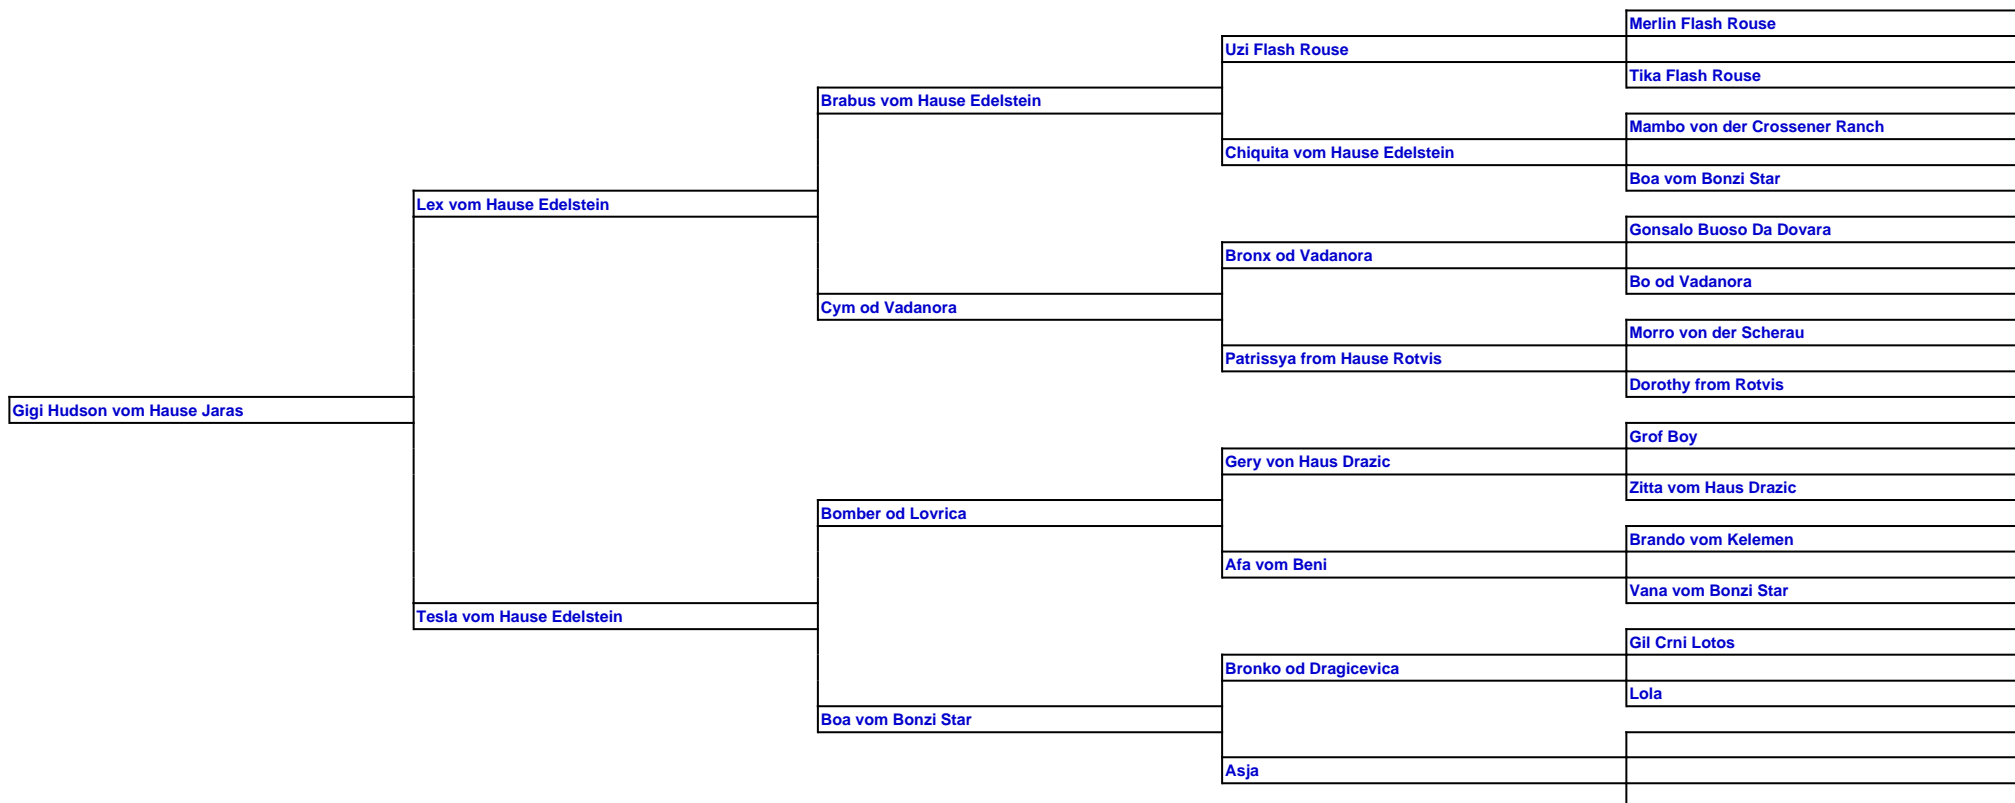 Merlin Flash Rouse
Uzi Flash Rouse
Tika Flash Rouse
Brabus vom Hause Edelstein
Mambo von der Crossener Ranch
Chiquita vom Hause Edelstein
Boa vom Bonzi Star
Lex vom Hause Edelstein
Gonsalo Buoso Da Dovara
Bronx od Vadanora
Bo od Vadanora
Cym od Vadanora
Morro von der Scherau
Patrissya from Hause Rotvis
Dorothy from Rotvis
Gigi Hudson vom Hause Jaras
Grof Boy
Gery von Haus Drazic
Zitta vom Haus Drazic
Bomber od Lovrica
Brando vom Kelemen
Afa vom Beni
Vana vom Bonzi Star
Tesla vom Hause Edelstein
Gil Crni Lotos
Bronko od Dragicevica
Lola
Boa vom Bonzi Star
Asja